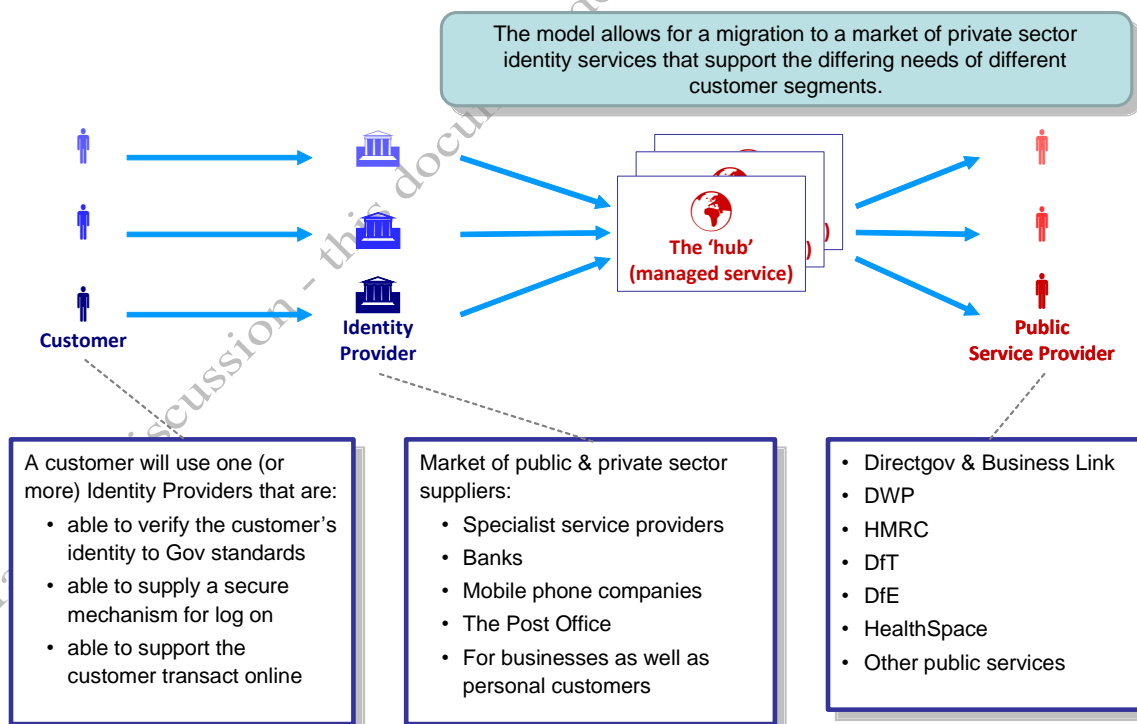 The model allows for a migration to a market of private sector
identity services that support the differing needs of different
customer segments.
The ‘hub’
(managed service)
)
)
Customer
Identity
Provider
Public
Service Provider
discussion - this docum
A customer will use one (or
more) Identity Providers that are:
• able to verify the customer’s
identity to Gov standards
• able to supply a secure
mechanism for log on
• able to support the
customer transact online
Market of public & private sector
suppliers:
• Specialist service providers
• Banks
• Mobile phone companies
• The Post Office
• For businesses as well as
personal customers
• Directgov & Business Link
• DWP
• HMRC
• DfT
• DfE
• HealthSpace
• Other public services